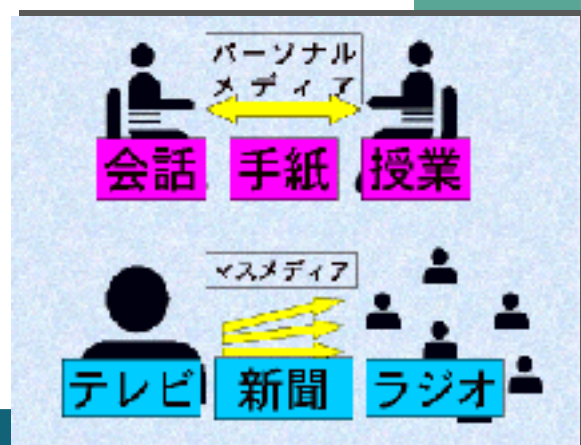 パーソナル
メディア
会話 手紙 授業
マスメディア
テレビ 新聞 ラジオ